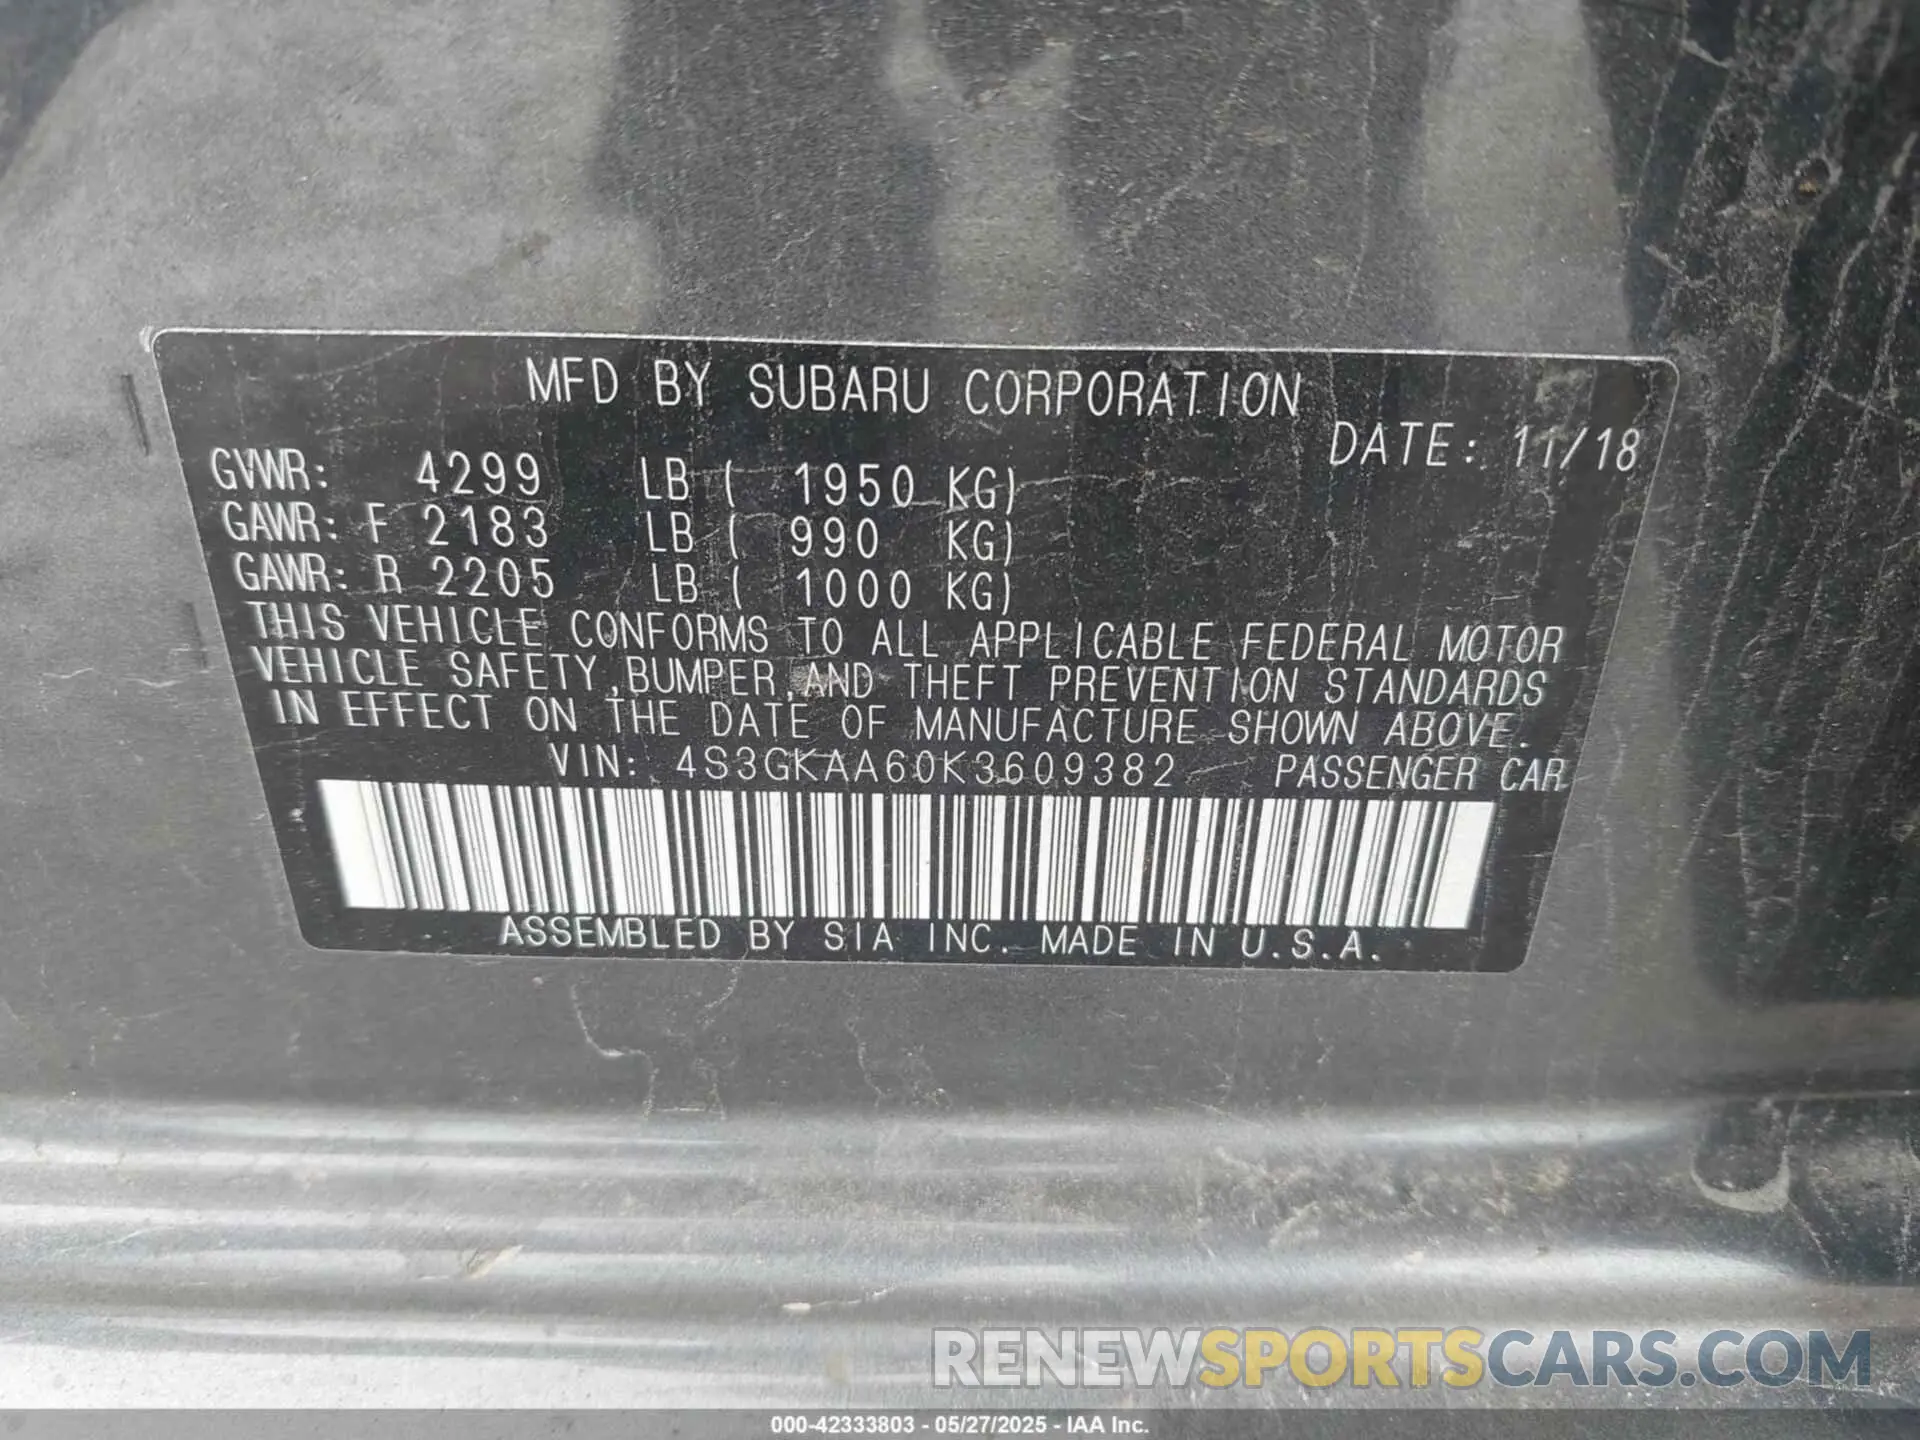 MFD BY SUBARU CORPORATION
DATE: 11/18
GVWR: 4299 LB ( 1950 KG)
GAWR: F 2183 LB ( 990 KG)
GAWR: R 2205 LB ( 1000 KG)
THIS VEHICLE CONFORMS TO ALL APPLICABLE FEDERAL MOTOR
VEHICLE SAFETY, BUMPER, AND THEFT PREVENTION STANDARDS
IN EFFECT ON THE DATE OF MANUFACTURE SHOWN ABOVE.
VIN: 4S3GKAA60K3609382 PASSENGER CAR
ASSEMBLED BY SIA INC. MADE IN U.S.A.
RENEWSPORTSCARS.COM
000-42333803 - 05/27/2025 - IAA Inc.